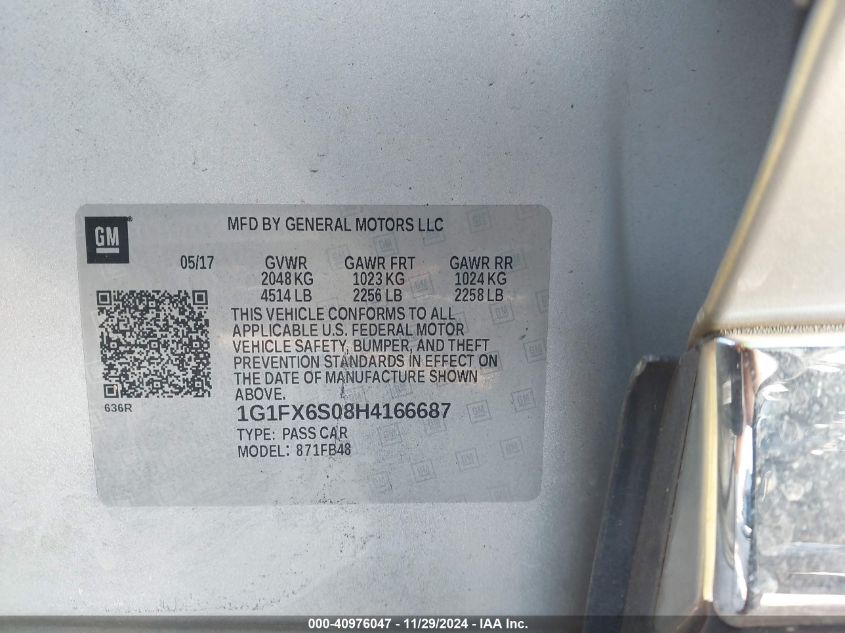 GM
MFD BY GENERAL MOTORS LLC
05/17 GVWR GAWR FRT GAWR RR
2048 KG 1023 KG 1024 KG
4514 LB 2256 LB 2258 LB
THIS VEHICLE CONFORMS TO ALL
APPLICABLE U.S. FEDERAL MOTOR
VEHICLE SAFETY, BUMPER, AND THEFT
PREVENTION STANDARDS IN EFFECT ON
THE DATE OF MANUFACTURE SHOWN
ABOVE.
636R
1G1FX6S08H4166687
TYPE: PASS CAR
MODEL: 871FB48
000-40976047 - 11/29/2024 - IAA Inc.